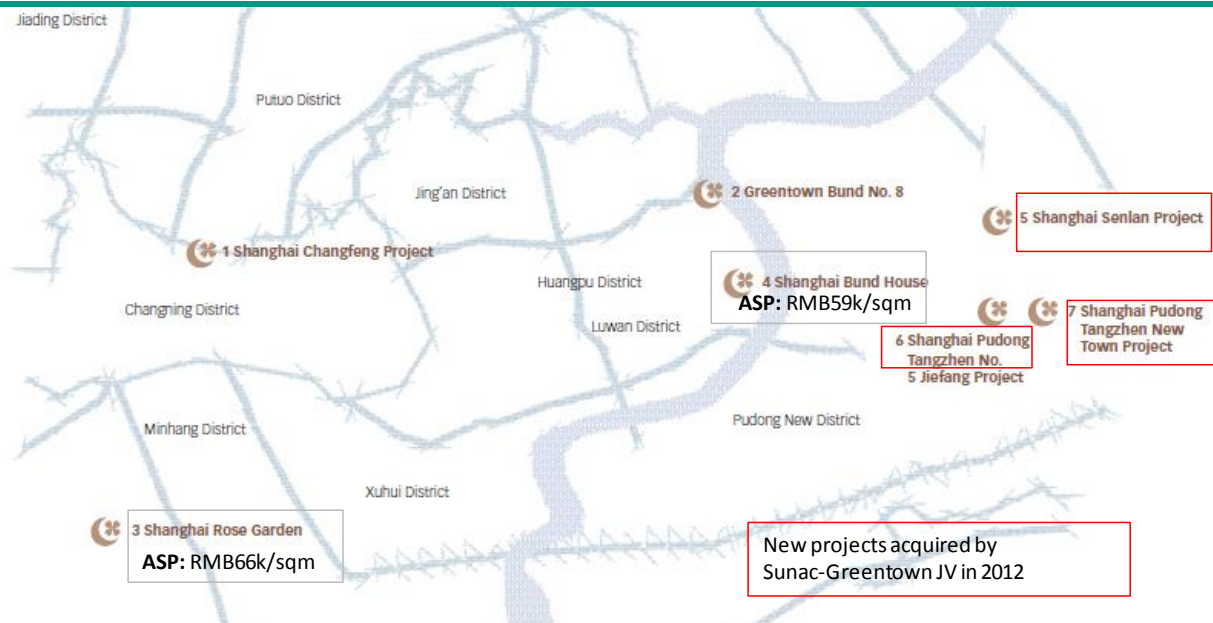 Jiading District
Putuo District
Jing'an District
2 Greentown Bund No. 8
5 Shanghai Senlan Project
1 Shanghai Changfeng Project
Huangpu District
4 Shanghai Bund House
ASP: RMB59k/sqm
Changning District
Luwan District
6 Shanghai Pudong
Tangzhen No.
5 Jiefang Project
7 Shanghai Pudong
Tangzhen New
Town Project
Minhang District
Pudong New District
Xuhui District
3 Shanghai Rose Garden
ASP: RMB66k/sqm
New projects acquired by
Sunac-Greentown JV in 2012